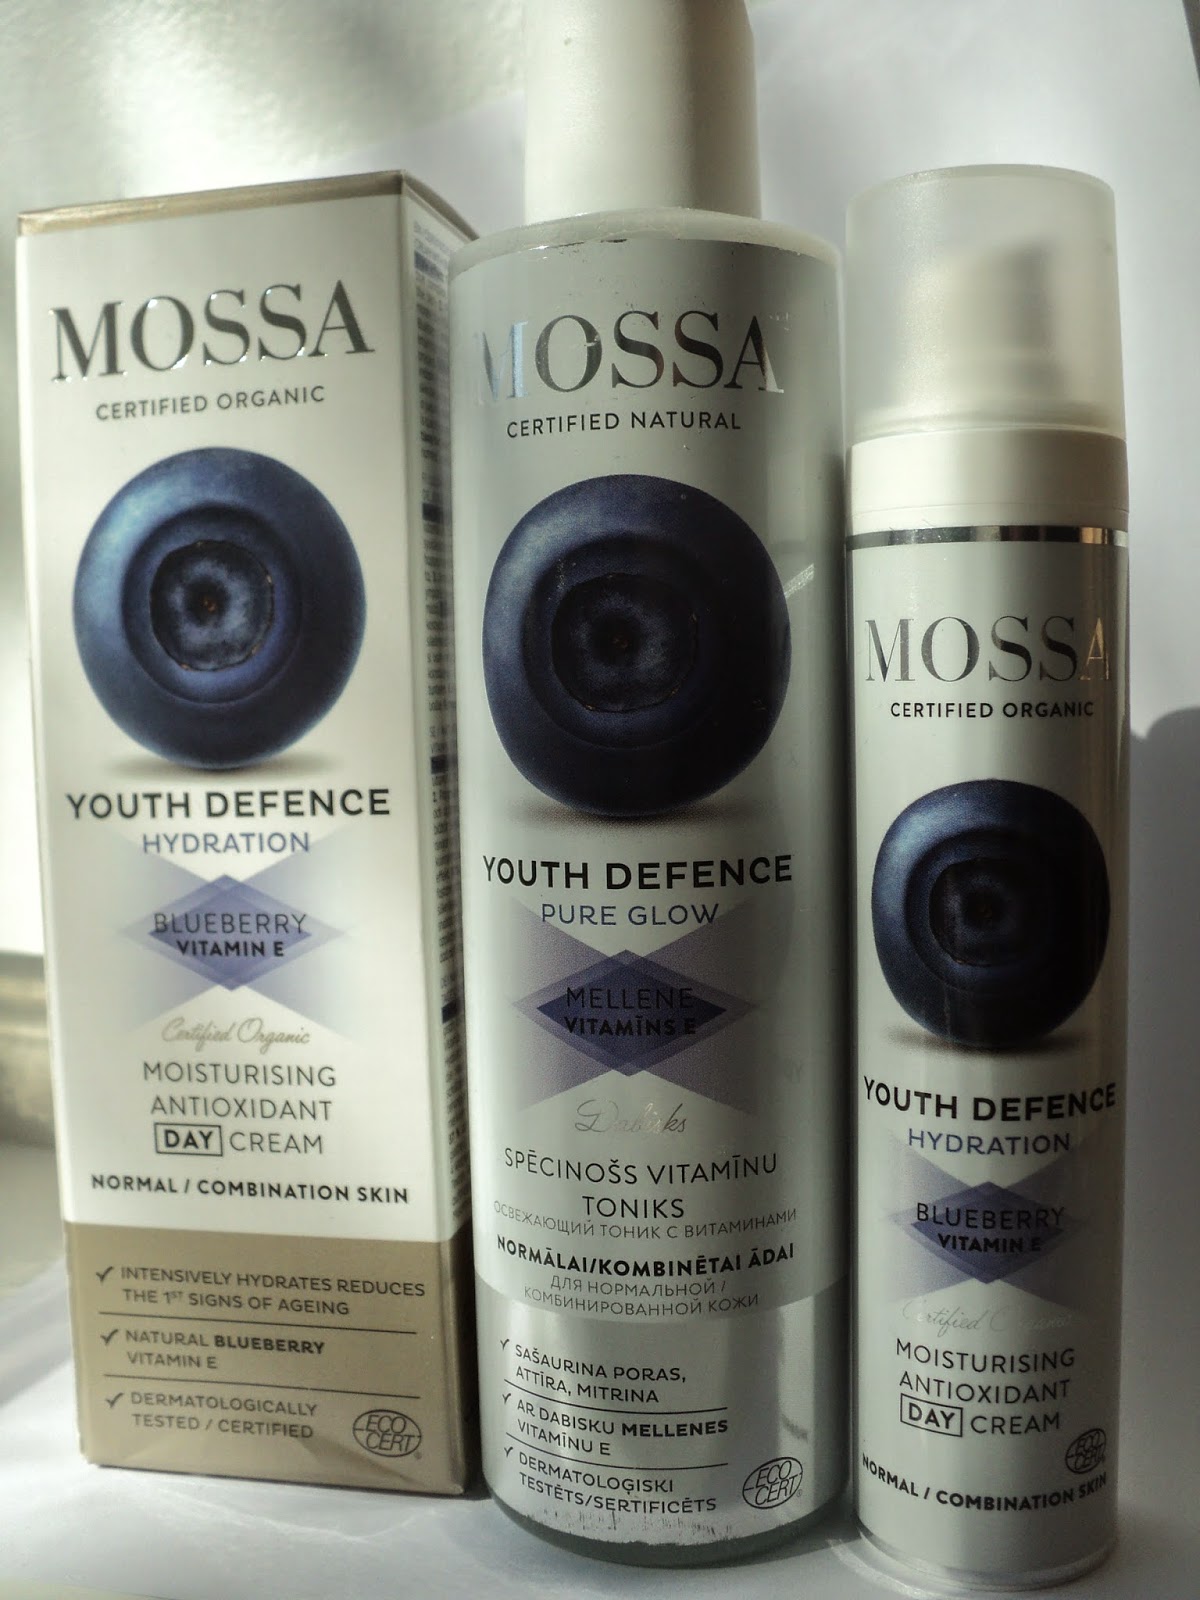 MOSSA
CERTIFIED ORGANIC
YOUTH DEFENCE
HYDRATION
BLUEBERRY
VITAMIN E
Certified Organic
MOISTURISING
ANTIOXIDANT
DAY CREAM
NORMAL / COMBINATION SKIN
INTENSIVELY HYDRATES REDUCES
THE 1ST SIGNS OF AGEING
NATURAL BLUEBERRY
VITAMIN E
DERMATOLOGICALLY
TESTED / CERTIFIED
ECO
CERT
MOSSA
CERTIFIED NATURAL
YOUTH DEFENCE
PURE GLOW
MELLENE
VITAMĪNS E
Dabisks
SPĒCINOŠS VITAMĪNU
TONIKS
ОСВЕЖАЮЩИЙ ТОНИК С ВИТАМИНАМИ
NORMĀLAI/KOMBINĒTAI ĀDAI
ДЛЯ НОРМАЛЬНОЙ /
КОМБИНИРОВАННОЙ КОЖИ
SAŠAURINA PORAS,
ATTĪRA, MITRINA
AR DABISKU MELLENES
VITAMĪNU E
DERMATOLOĢISKI
TESTĒTS/SERTIFICĒTS
ECO
CERT
MOSSA
CERTIFIED ORGANIC
YOUTH DEFENCE
HYDRATION
BLUEBERRY
VITAMIN E
Certified Organic
MOISTURISING
ANTIOXIDANT
DAY CREAM
ECO
CERT
NORMAL / COMBINATION SKIN